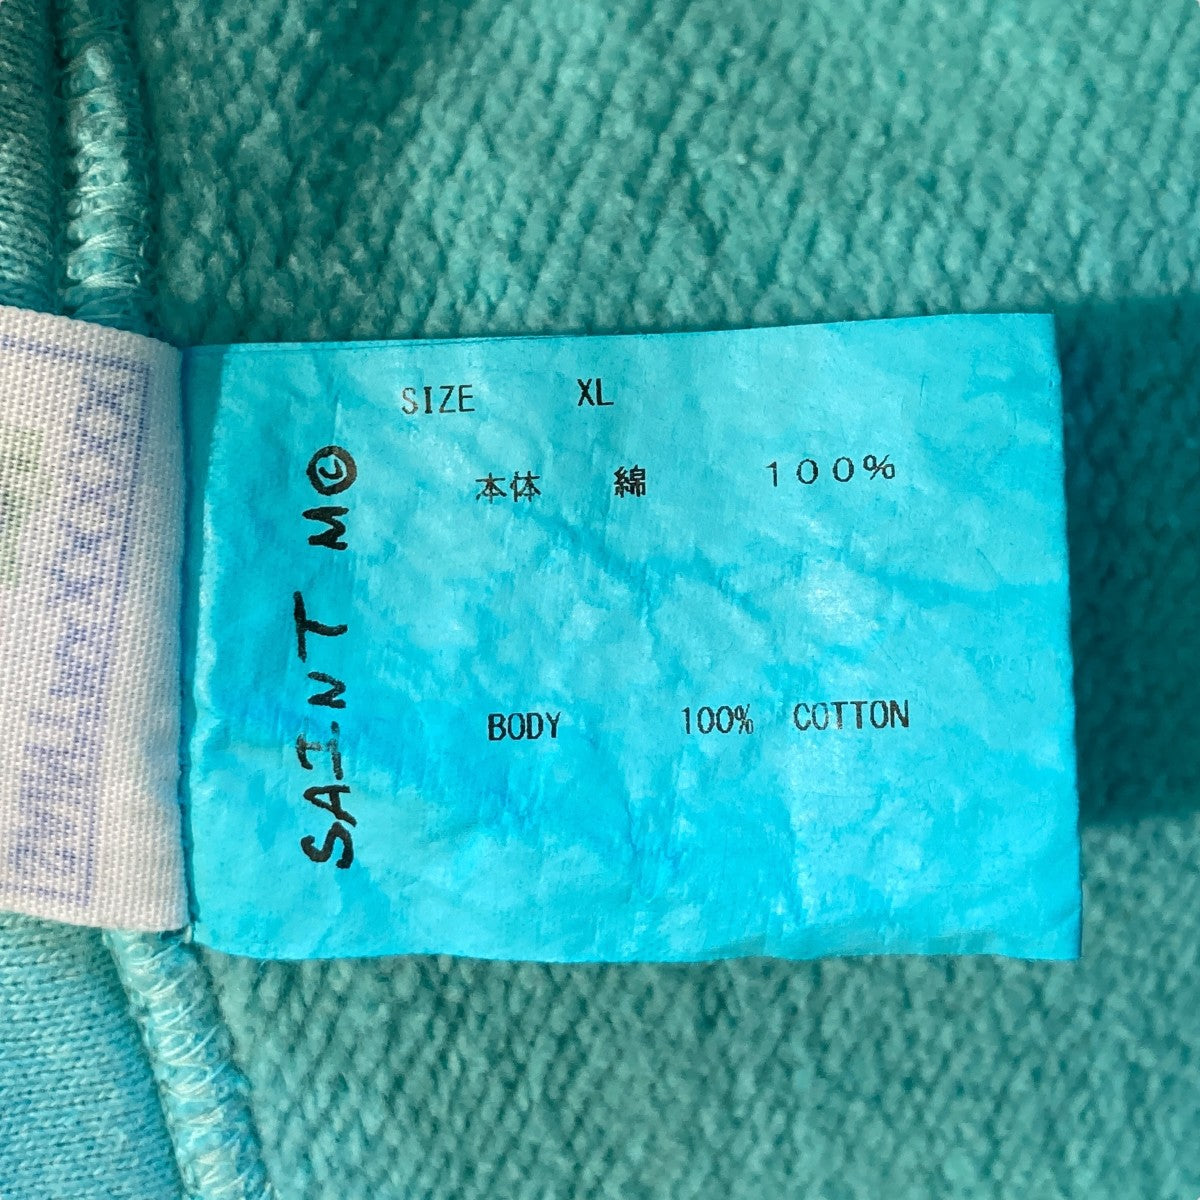 SIZE XL
本体 綿 100%
BODY 100% COTTON
SAINT M©